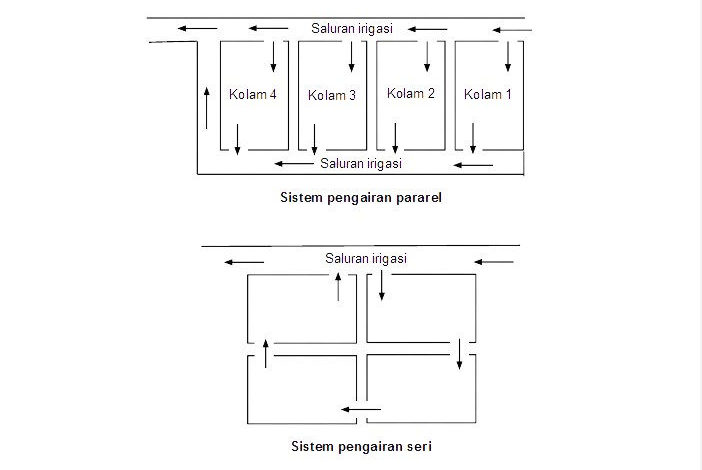 Saluran irigasi
Kolam 4
Kolam 3
Kolam 2
Kolam 1
Saluran irigasi
Sistem pengairan pararel
Saluran irigasi
Sistem pengairan seri